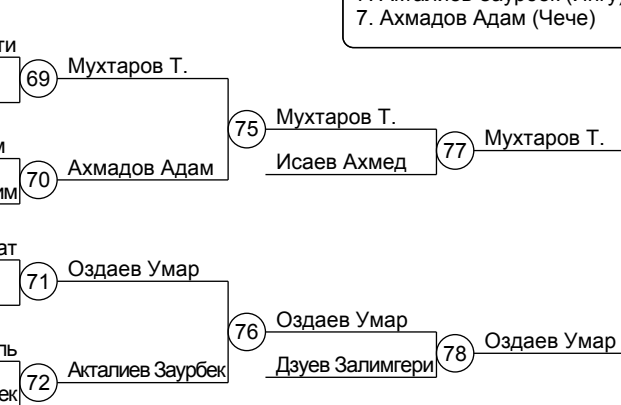 7. Ахмадов Адам (Чече)
69
Мухтаров Т.
75
Мухтаров Т.
77
Мухтаров Т.
70
Ахмадов Адам
Исаев Ахмед
71
Оздаев Умар
76
Оздаев Умар
78
Оздаев Умар
72
Акталиев Заурбек
Дзуев Залимгери